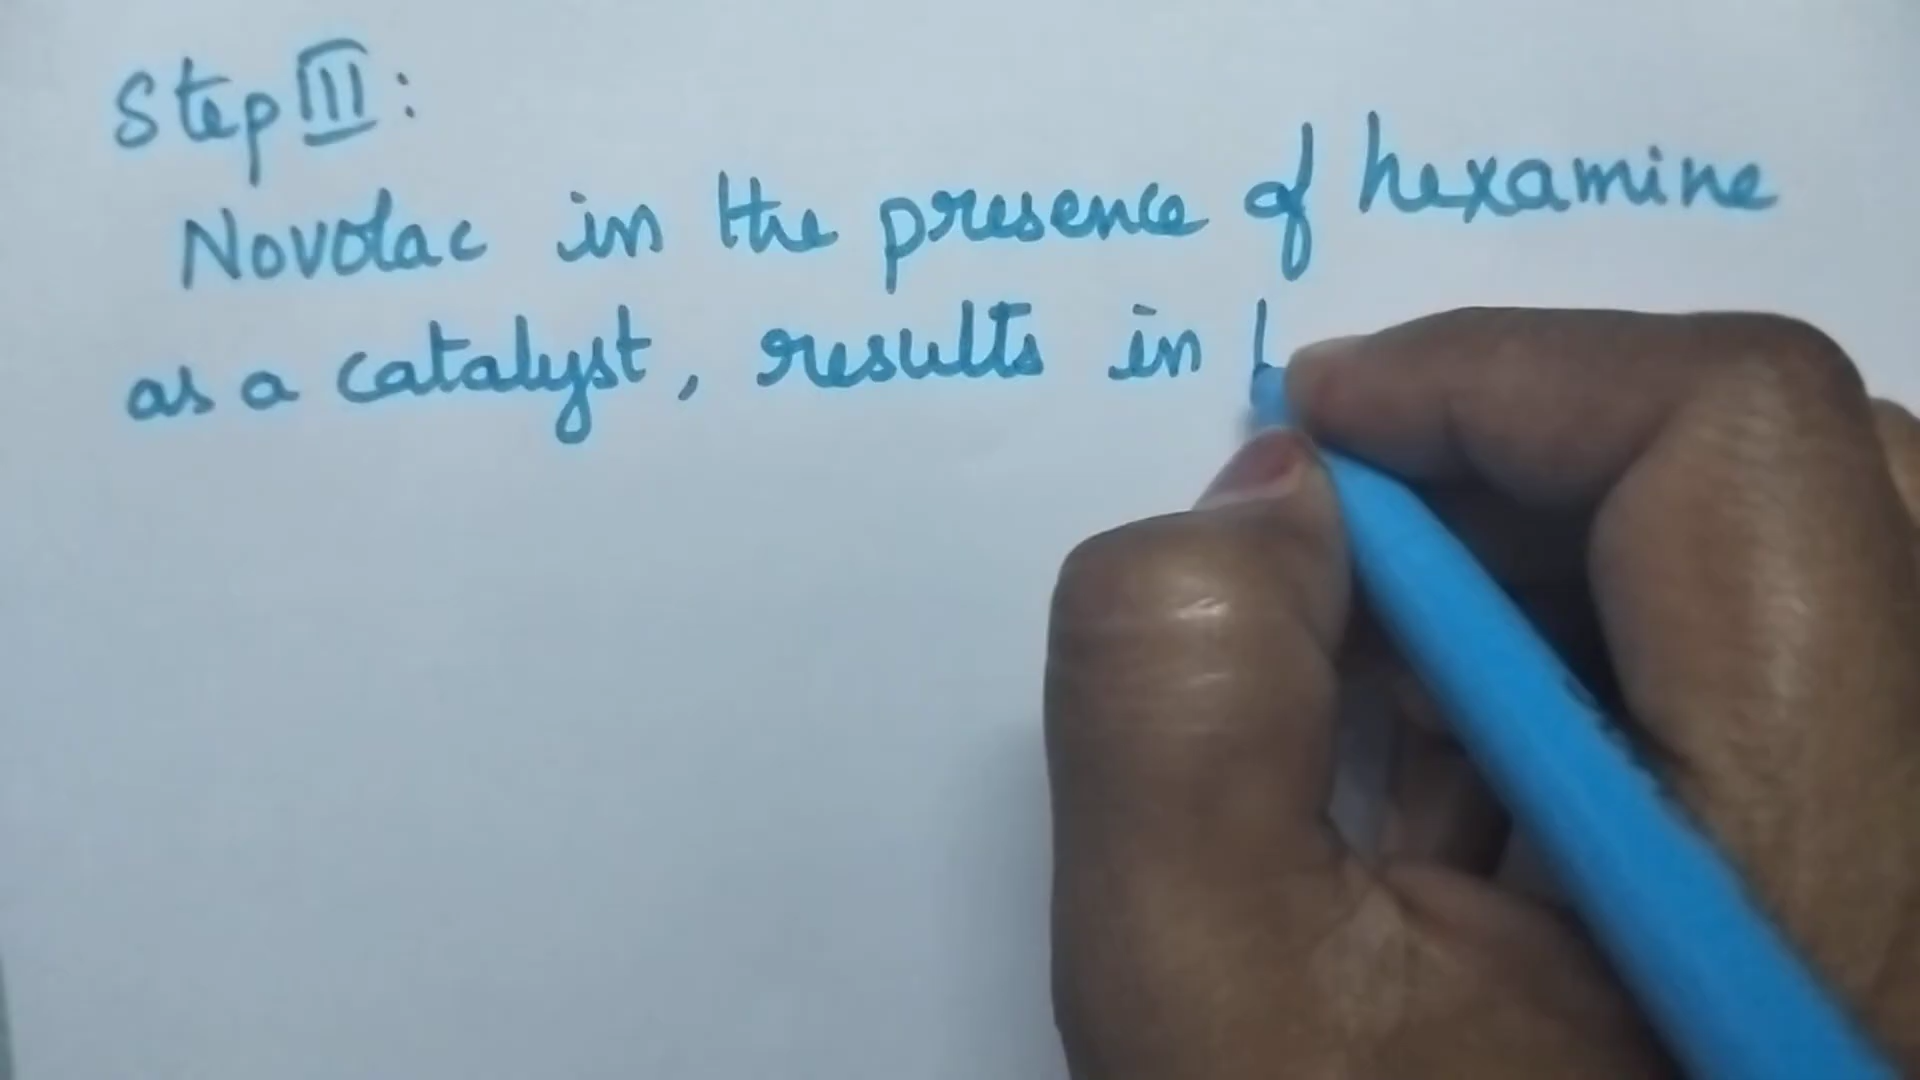 Step III:
Novolac in the presence of hexamine
as a catalyst, results in